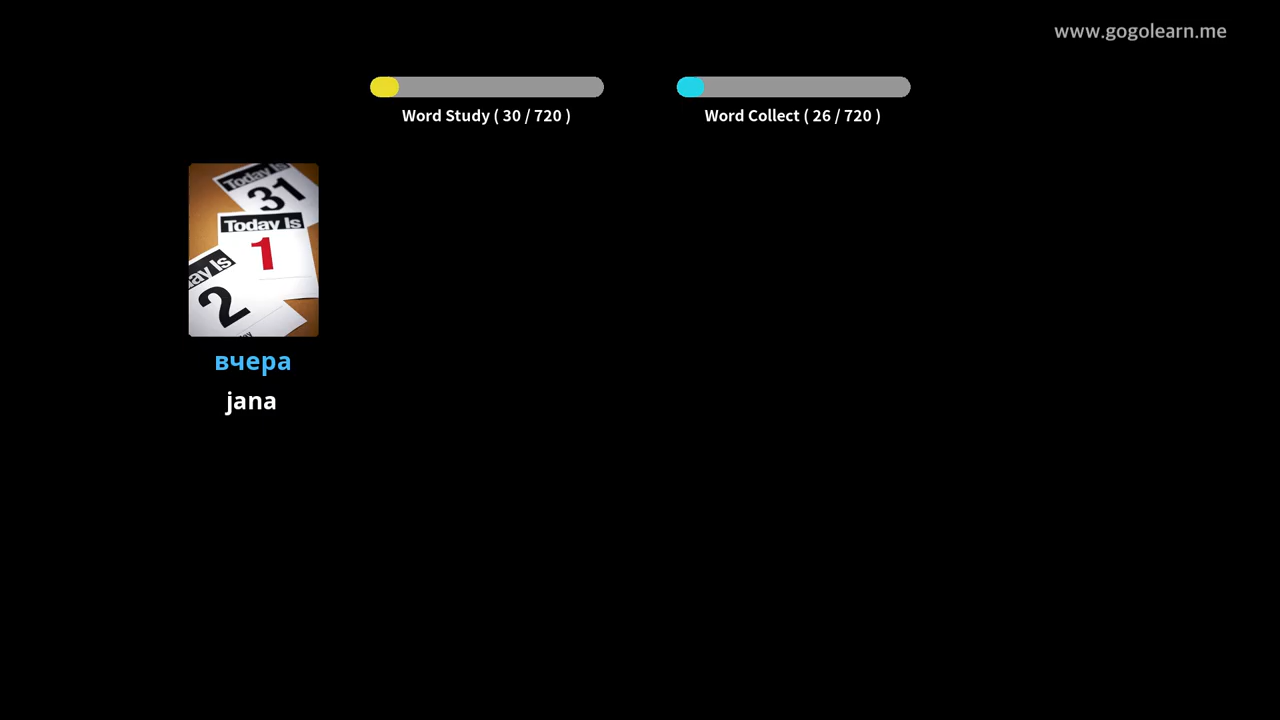 www.gogolearn.me
Word Study ( 30 / 720 )
Word Collect ( 26 / 720 )
Today Is
31
Today Is
1
ay Is
2
вчера
jana